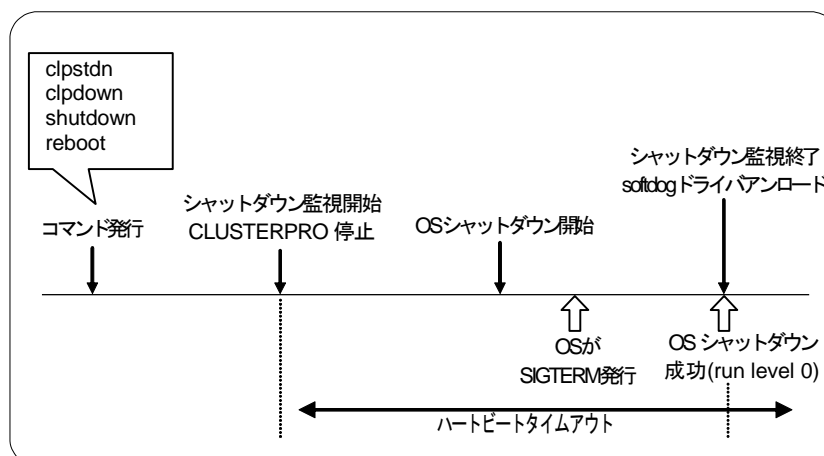 clpstdn
clpdown
shutdown
reboot
コマンド発行
シャットダウン監視開始
CLUSTERPRO 停止
OSシャットダウン開始
シャットダウン監視終了
softdogドライバアンロード
OSが
SIGTERM発行
OS シャットダウン
成功(run level 0)
ハートビートタイムアウト